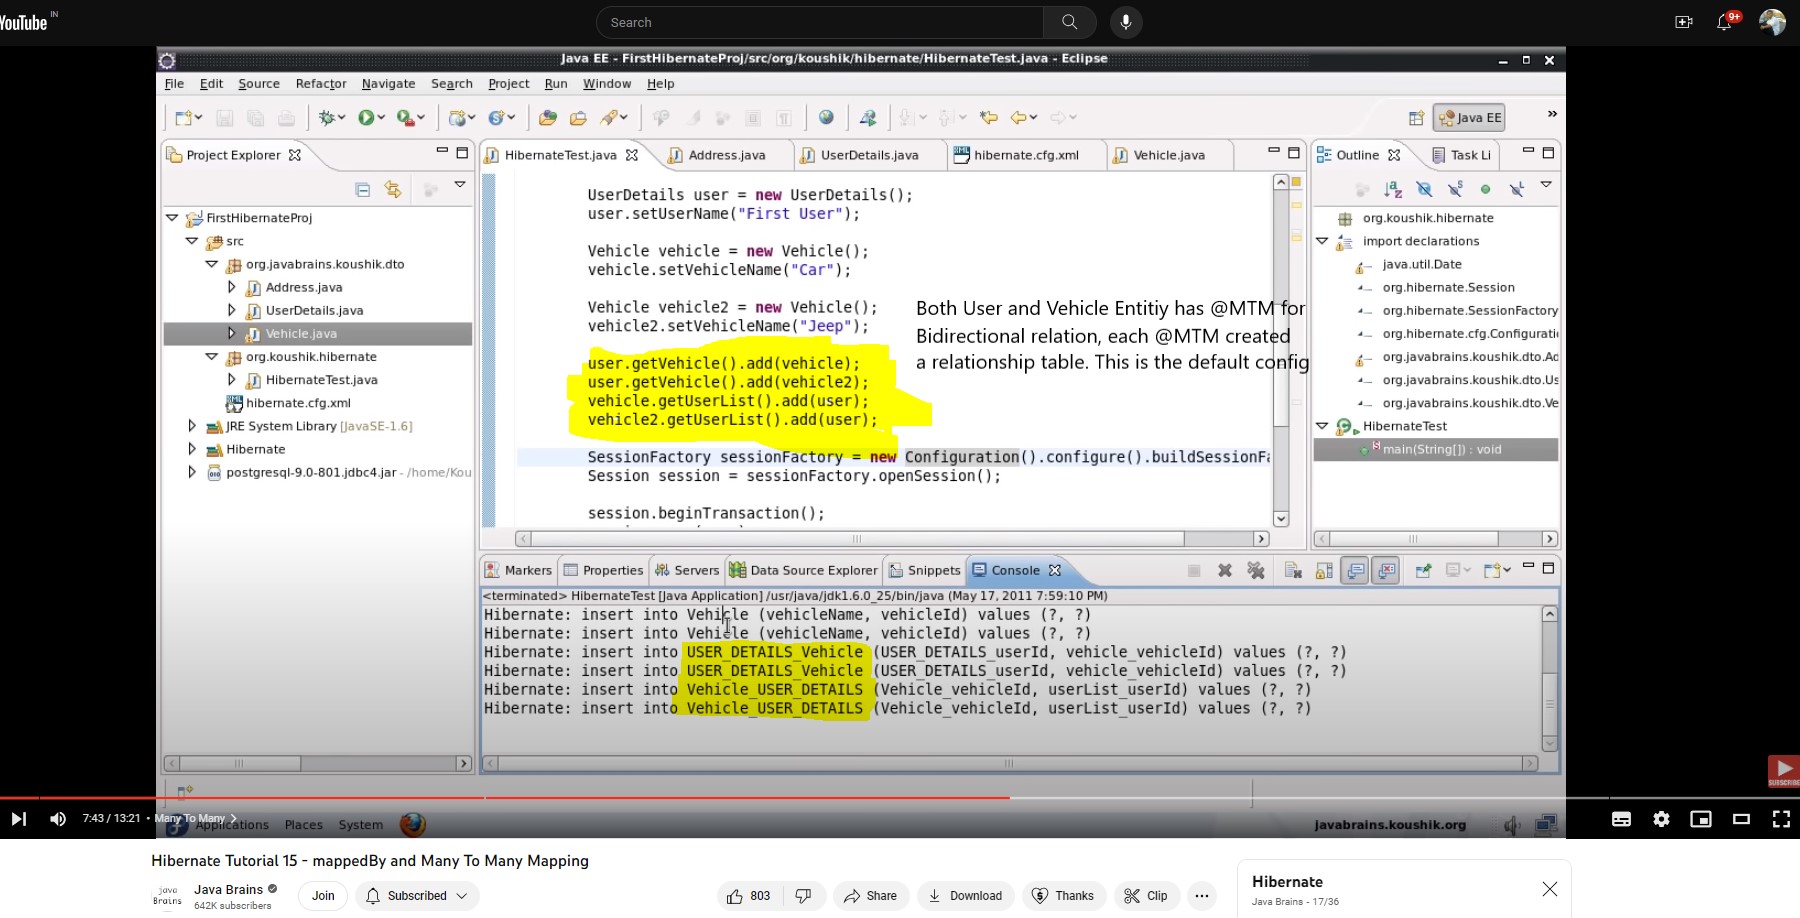 YouTube IN
Search
9+
Java EE - FirstHibernateProj/src/org/koushik/hibernate/HibernateTest.java - Eclipse
File Edit Source Refactor Navigate Search Project Run Window Help
Java EE
»
Project Explorer
HibernateTest.java
Address.java
UserDetails.java
hibernate.cfg.xml
Vehicle.java
Outline
Task Li
FirstHibernateProj
src
org.javabrains.koushik.dto
Address.java
UserDetails.java
Vehicle.java
org.koushik.hibernate
HibernateTest.java
hibernate.cfg.xml
JRE System Library [JavaSE-1.6]
Hibernate
postgresql-9.0-801.jdbc4.jar - /home/Kou
UserDetails user = new UserDetails();
user.setUserName("First User");
Vehicle vehicle = new Vehicle();
vehicle.setVehicleName("Car");
Vehicle vehicle2 = new Vehicle();
vehicle2.setVehicleName("Jeep");
user.getVehicle().add(vehicle);
user.getVehicle().add(vehicle2);
vehicle.getUserList().add(user);
vehicle2.getUserList().add(user);
SessionFactory sessionFactory = new Configuration().configure().buildSessionFa
Session session = sessionFactory.openSession();
session.beginTransaction();
Both User and Vehicle Entitiy has @MTM for
Bidirectional relation, each @MTM created
a relationship table. This is the default config
org.koushik.hibernate
import declarations
java.util.Date
org.hibernate.Session
org.hibernate.SessionFactory
org.hibernate.cfg.Configurati
org.javabrains.koushik.dto.Ad
org.javabrains.koushik.dto.Us
org.javabrains.koushik.dto.Ve
HibernateTest
main(String[]) : void
Markers
Properties
Servers
Data Source Explorer
Snippets
Console
<terminated> HibernateTest [Java Application] /usr/java/jdk1.6.0_25/bin/java (May 17, 2011 7:59:10 PM)
Hibernate: insert into Vehicle (vehicleName, vehicleId) values (?, ?)
Hibernate: insert into Vehicle (vehicleName, vehicleId) values (?, ?)
Hibernate: insert into USER_DETAILS_Vehicle (USER_DETAILS_userId, vehicle_vehicleId) values (?, ?)
Hibernate: insert into USER_DETAILS_Vehicle (USER_DETAILS_userId, vehicle_vehicleId) values (?, ?)
Hibernate: insert into Vehicle_USER_DETAILS (Vehicle_vehicleId, userList_userId) values (?, ?)
Hibernate: insert into Vehicle_USER_DETAILS (Vehicle_vehicleId, userList_userId) values (?, ?)
SUBSCRIBE
7:43 / 13:21 • Many To Many
Applications Places System
javabrains.koushik.org
Hibernate Tutorial 15 - mappedBy and Many To Many Mapping
java
Brains
Java Brains
642K subscribers
Join
Subscribed
803
Share
Download
Thanks
Clip
Hibernate
Java Brains - 17/36